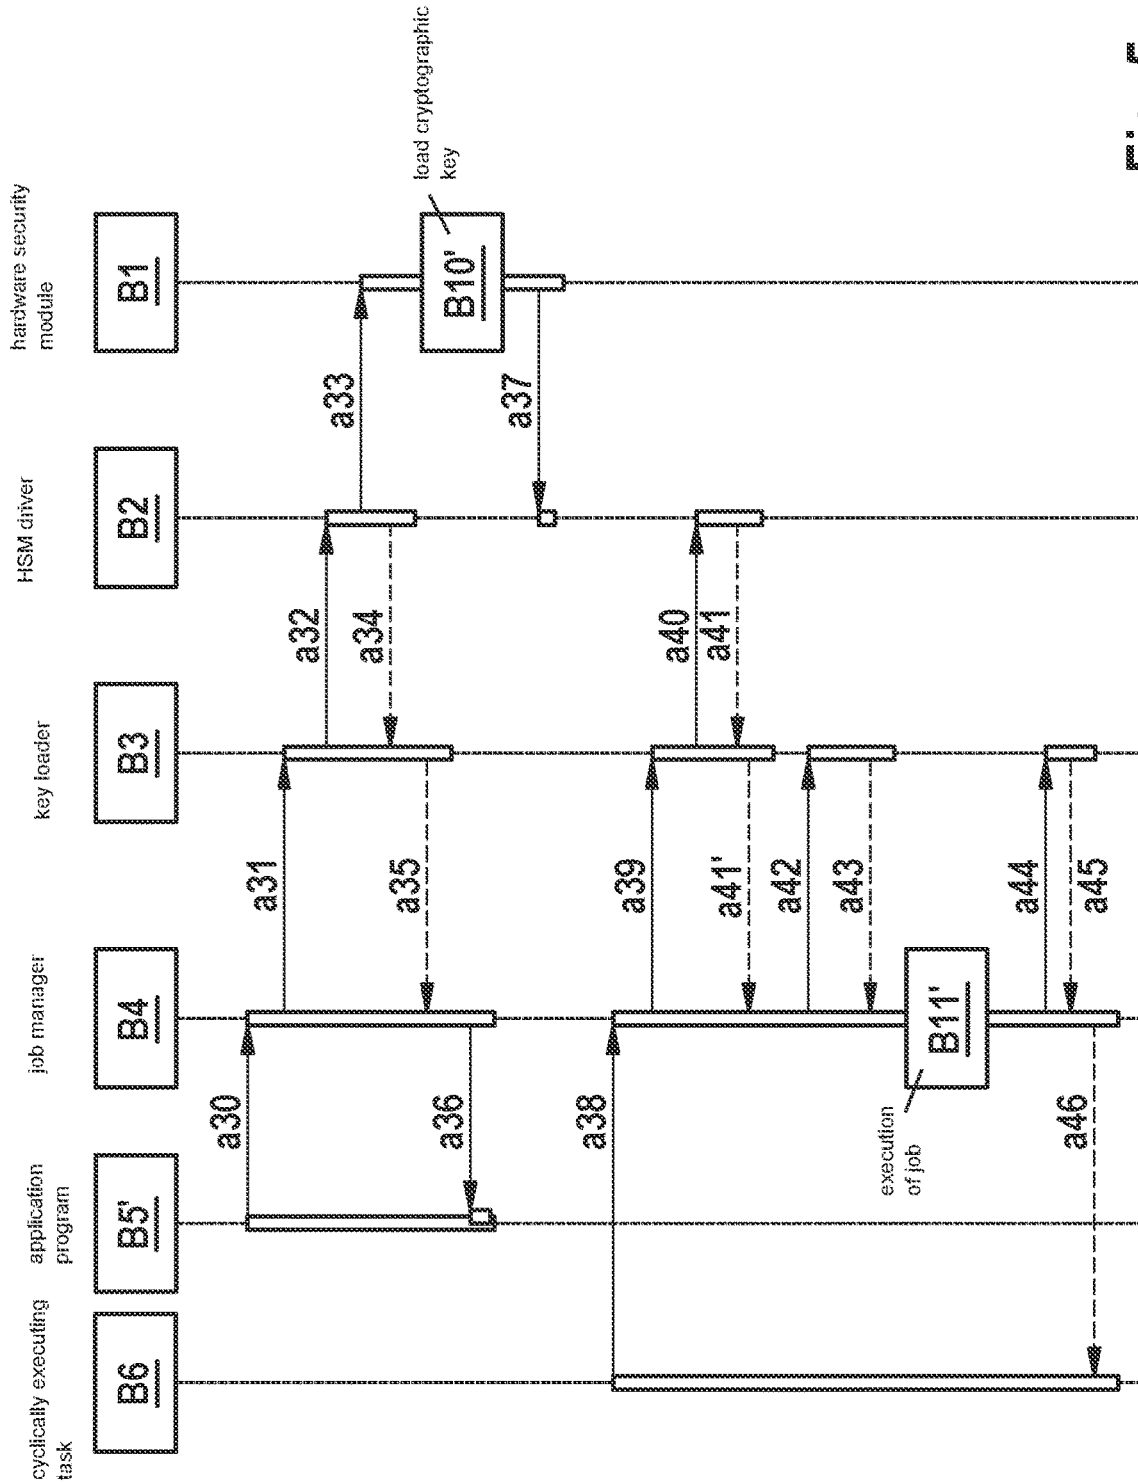 cyclically executing
task
B6
application
program
B5'
job manager
B4
key loader
B3
HSM driver
B2
hardware security
module
B1
a30
a31
a32
a33
a34
a35
a36
load cryptographic
key
B10'
a37
a38
a39
a40
a41
a41'
a42
a43
execution
of job
B11'
a44
a45
a46